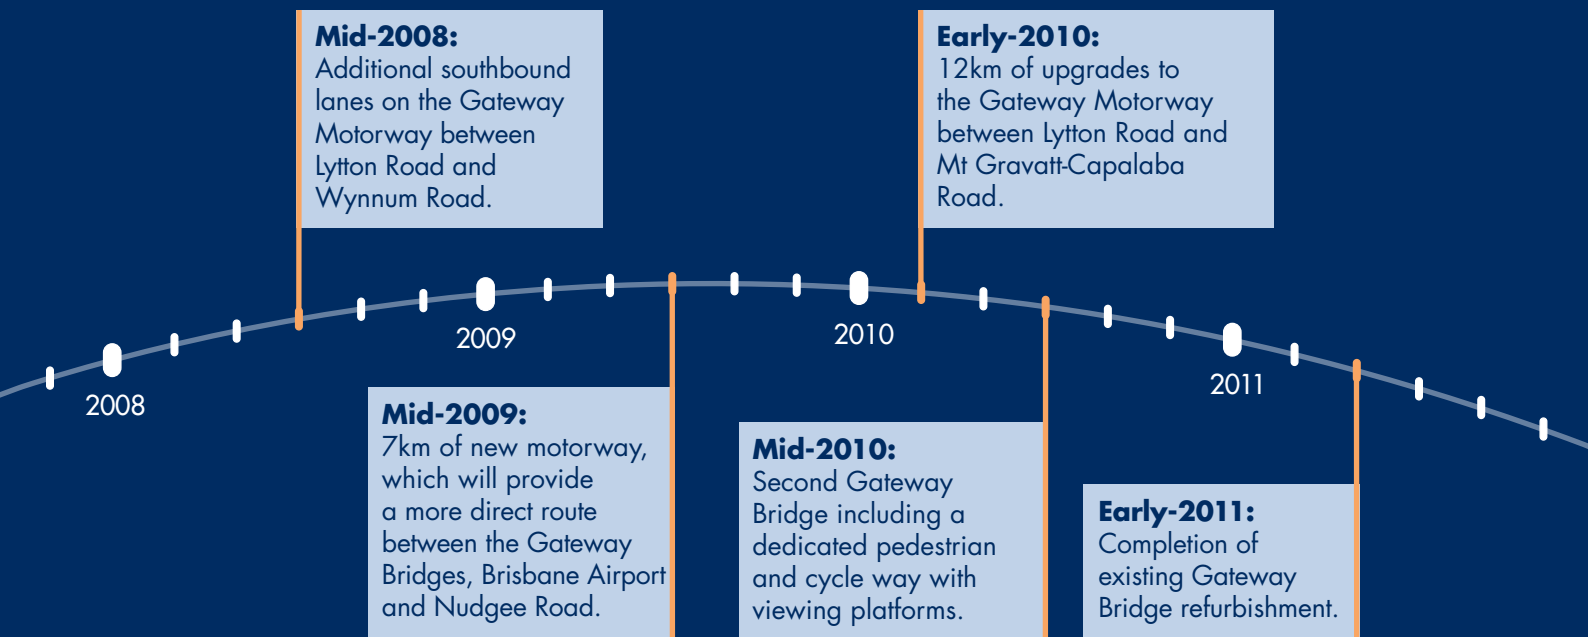 Mid-2008:
Additional southbound
lanes on the Gateway
Motorway between
Lytton Road and
Wynnum Road.
Early-2010:
12km of upgrades to
the Gateway Motorway
between Lytton Road and
Mt Gravatt-Capalaba
Road.
2008
2009
2010
2011
Mid-2009:
7km of new motorway,
which will provide
a more direct route
between the Gateway
Bridges, Brisbane Airport
and Nudgee Road.
Mid-2010:
Second Gateway
Bridge including a
dedicated pedestrian
and cycle way with
viewing platforms.
Early-2011:
Completion of
existing Gateway
Bridge refurbishment.